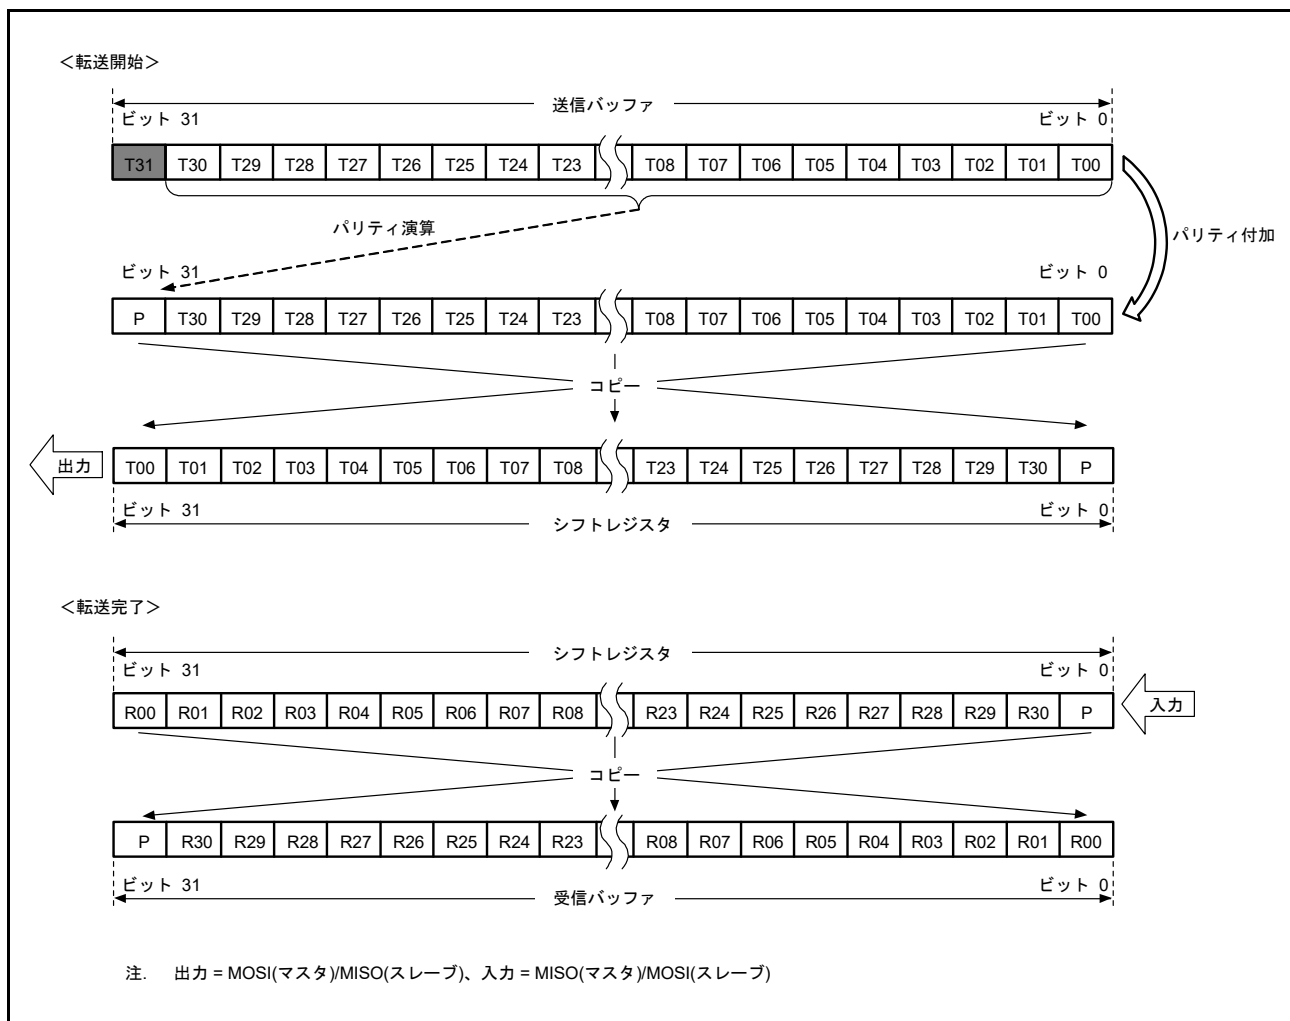 ＜転送開始＞
送信バッファ
ビット 31 ビット 0
T31 T30 T29 T28 T27 T26 T25 T24 T23 T08 T07 T06 T05 T04 T03 T02 T01 T00
パリティ演算
パリティ付加
ビット 31 ビット 0
P T30 T29 T28 T27 T26 T25 T24 T23 T08 T07 T06 T05 T04 T03 T02 T01 T00
コピー
出力
T00 T01 T02 T03 T04 T05 T06 T07 T08 T23 T24 T25 T26 T27 T28 T29 T30 P
ビット 31 ビット 0
シフトレジスタ
＜転送完了＞
シフトレジスタ
ビット 31 ビット 0
R00 R01 R02 R03 R04 R05 R06 R07 R08 R23 R24 R25 R26 R27 R28 R29 R30 P
入力
コピー
P R30 R29 R28 R27 R26 R25 R24 R23 R08 R07 R06 R05 R04 R03 R02 R01 R00
ビット 31 ビット 0
受信バッファ
注. 出力 = MOSI(マスタ)/MISO(スレーブ)、入力 = MISO(マスタ)/MOSI(スレーブ)